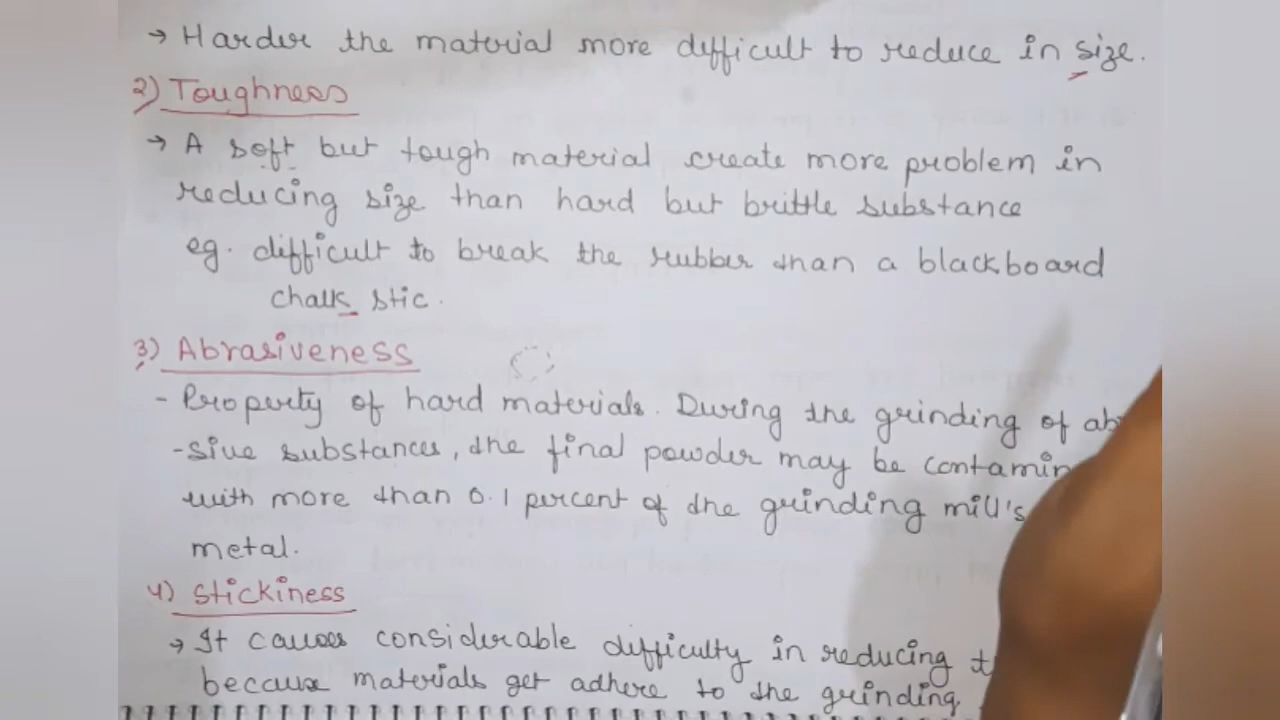 → Harder the material more difficult to reduce in size.
2) Toughness
→ A soft but tough material create more problem in
reducing size than hard but brittle substance
eg. difficult to break the rubber than a blackboard
chalk stic.
3) Abrasiveness
- Property of hard materials. During the grinding of ab
-sive substances, the final powder may be contamin
with more than 0.1 percent of the grinding mill's
metal.
4) Stickiness
→ It causes considerable difficulty in reducing t
because materials get adhere to the grinding